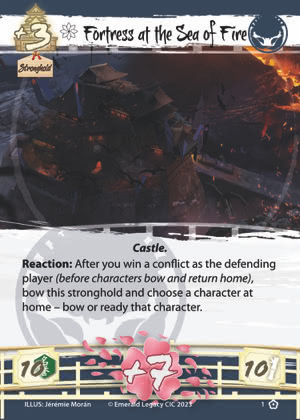 +3
Fortress at the Sea of Fire
Stronghold
Castle.
Reaction: After you win a conflict as the defending
player (before characters bow and return home),
bow this stronghold and choose a character at
home – bow or ready that character.
10
+7
10
ILLUS: Jérémie Morán
© Emerald Legacy CIC 2023
1